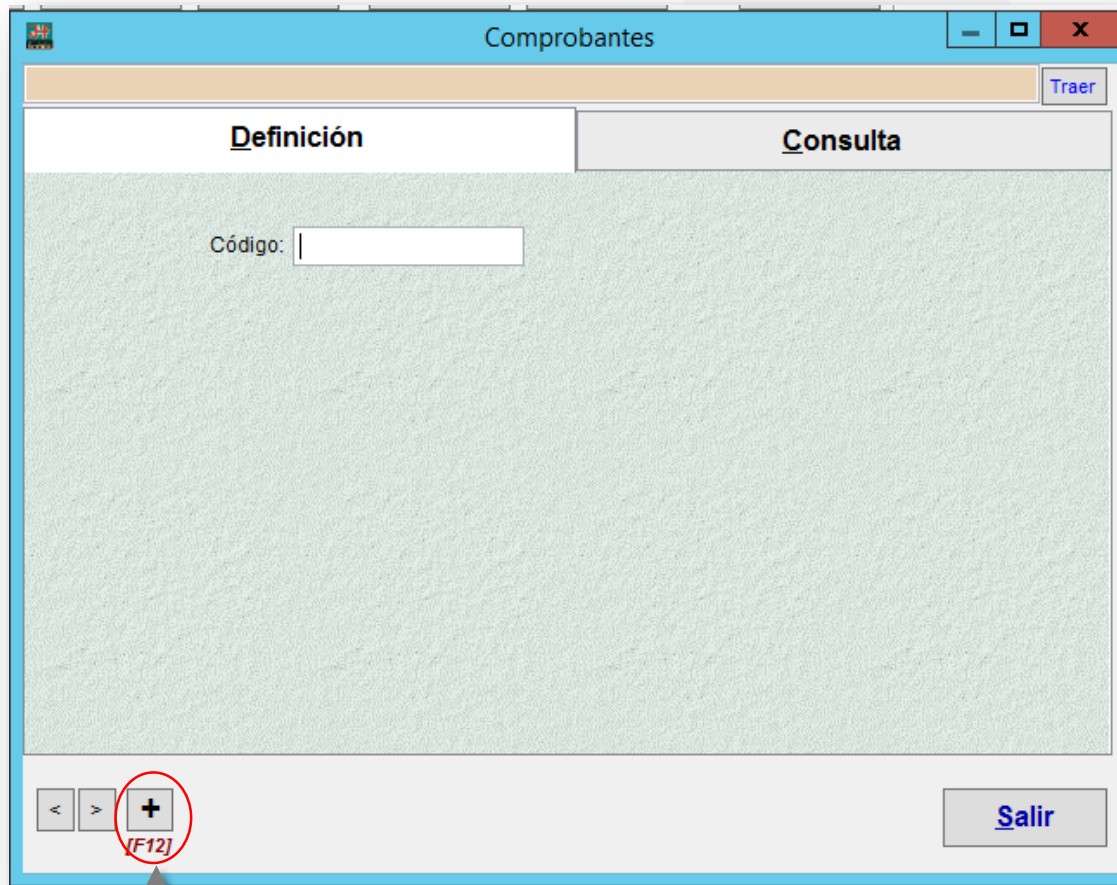 Comprobantes
X
Traer
Definición
Consulta
Código:
< > +
[F12]
Salir